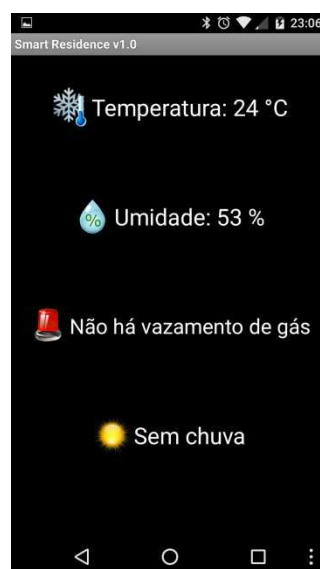 23:06
Smart Residence v1.0
Temperatura: 24 °C
% Umidade: 53 %
Não há vazamento de gás
Sem chuva